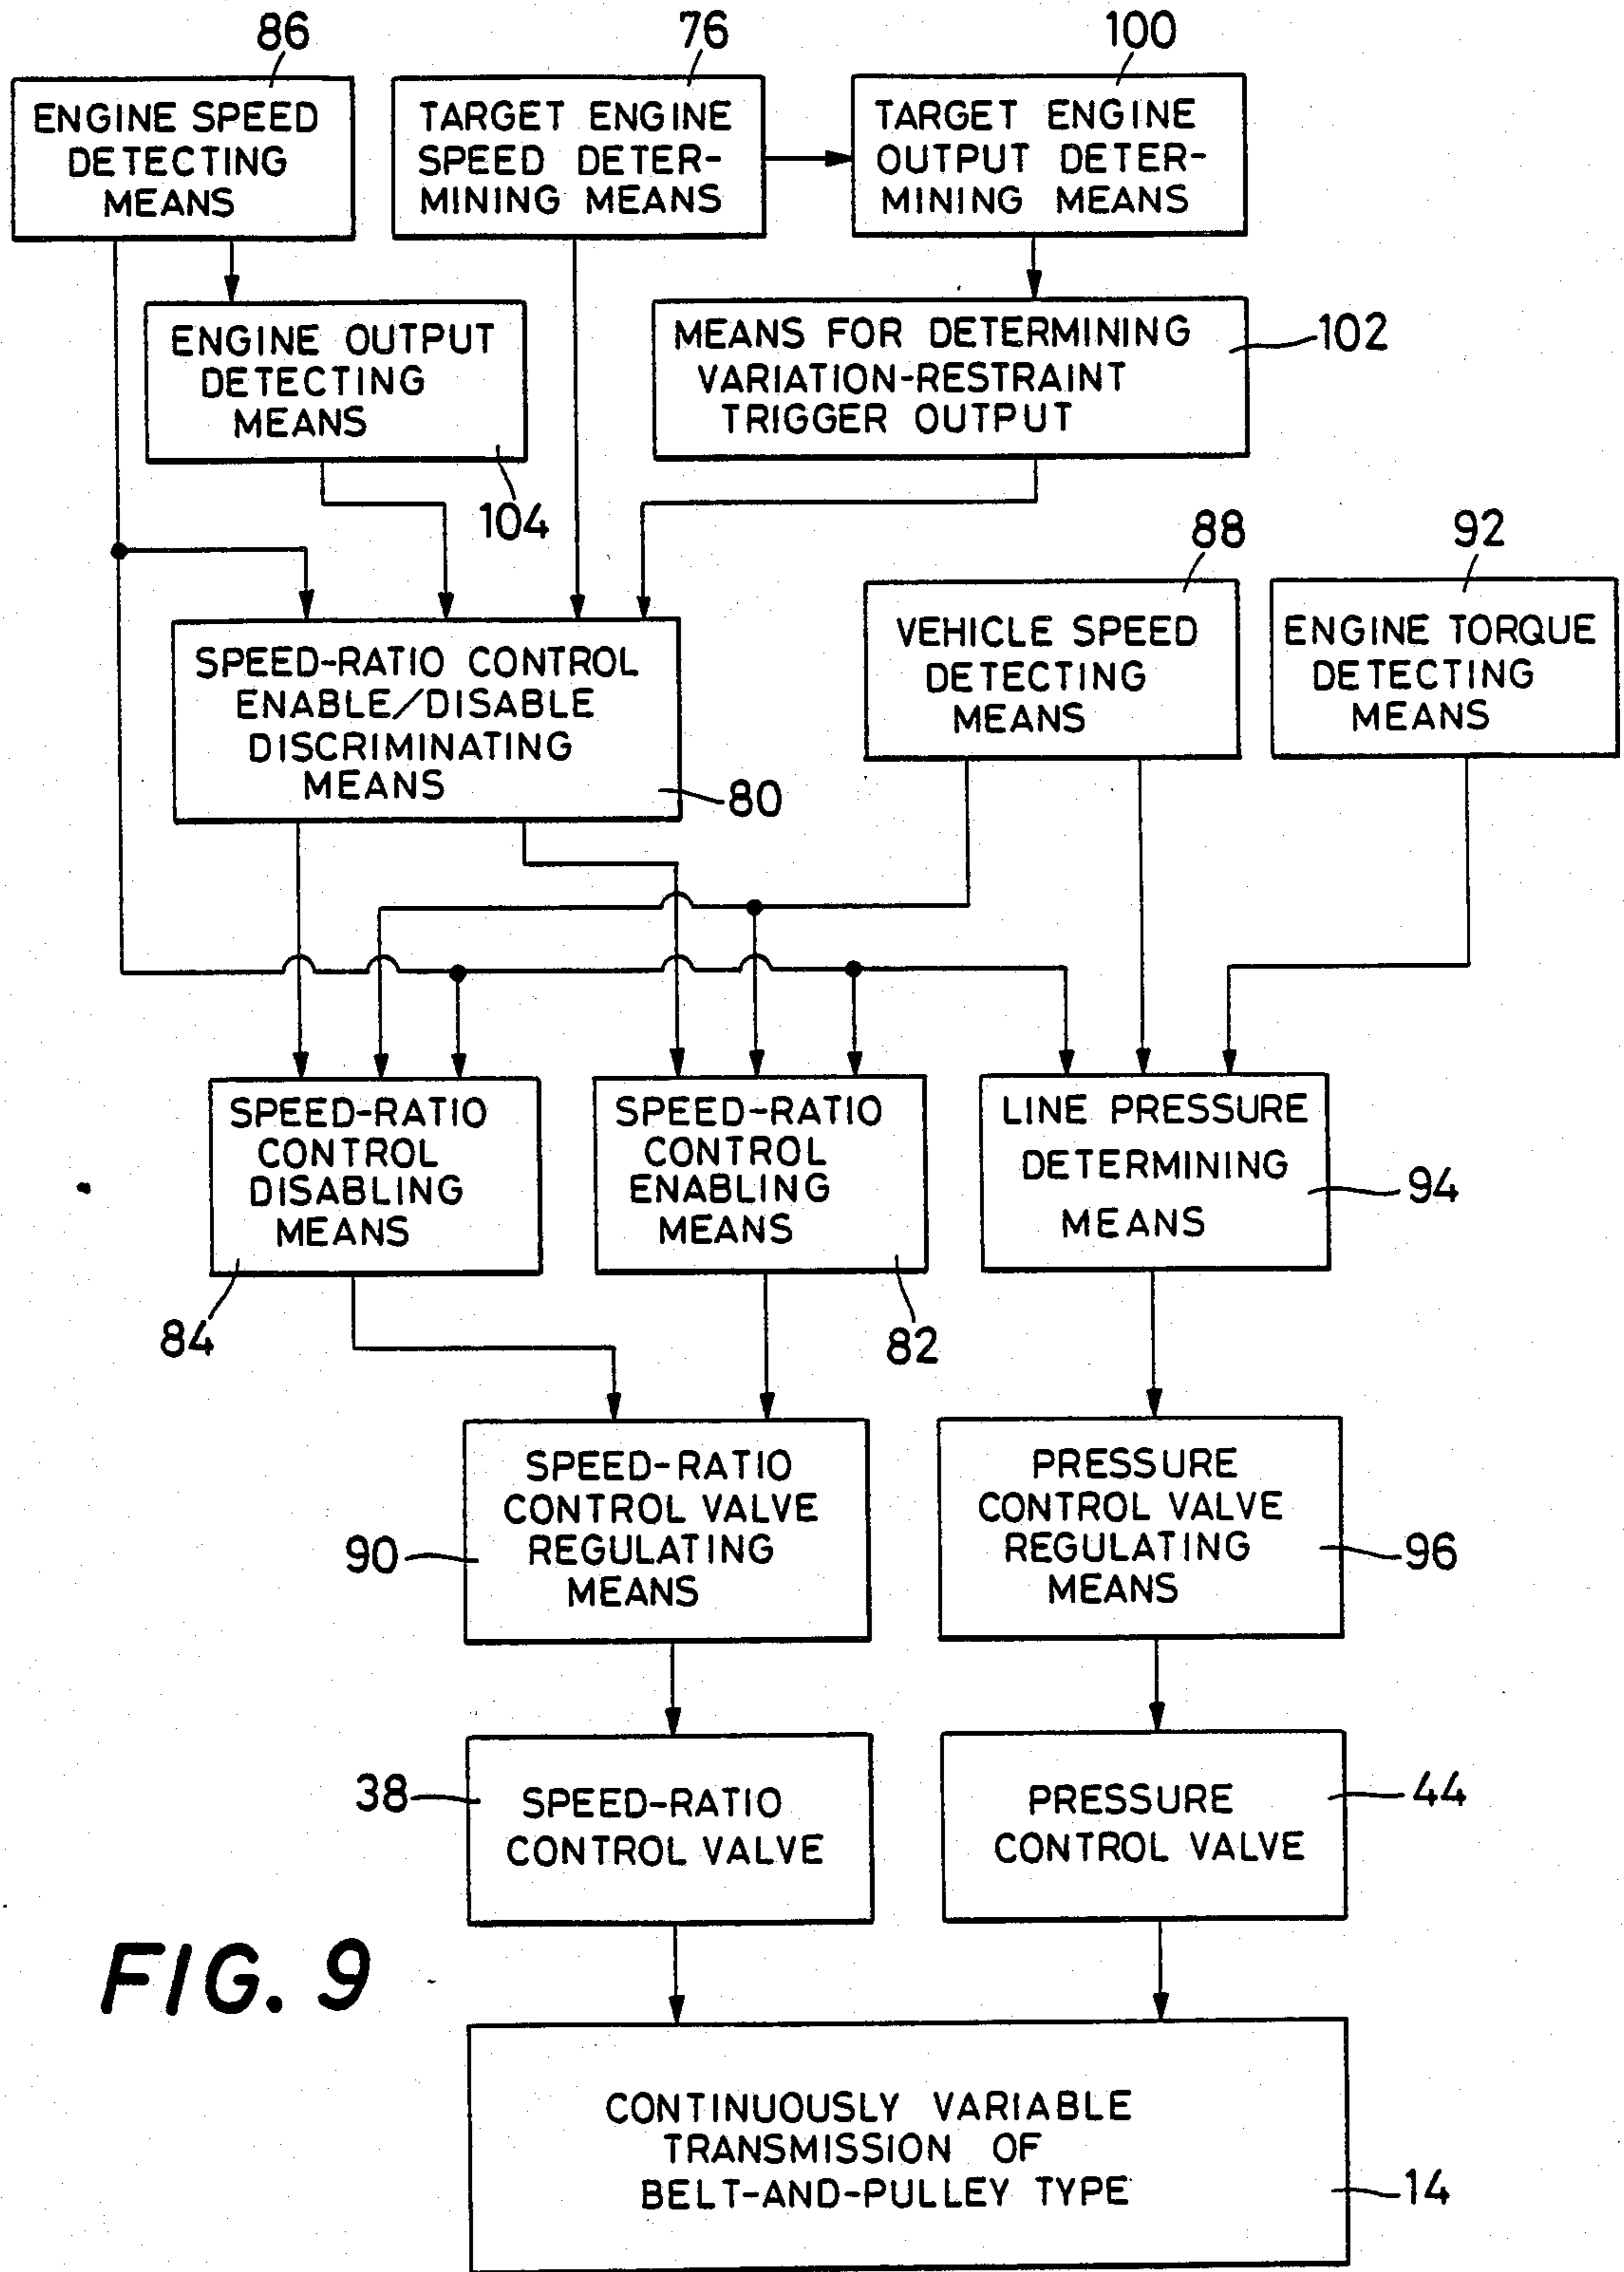 86
76
100
ENGINE SPEED
DETECTING
MEANS
TARGET ENGINE
SPEED DETER-
MINING MEANS
TARGET ENGINE
OUTPUT DETER-
MINING MEANS
ENGINE OUTPUT
DETECTING
MEANS
104
MEANS FOR DETERMINING
VARIATION-RESTRAINT
TRIGGER OUTPUT
102
88
92
SPEED-RATIO CONTROL
ENABLE/DISABLE
DISCRIMINATING
MEANS
80
VEHICLE SPEED
DETECTING
MEANS
ENGINE TORQUE
DETECTING
MEANS
SPEED-RATIO
CONTROL
DISABLING
MEANS
84
SPEED-RATIO
CONTROL
ENABLING
MEANS
82
LINE PRESSURE
DETERMINING
MEANS
94
SPEED-RATIO
CONTROL VALVE
REGULATING
MEANS
90
PRESSURE
CONTROL VALVE
REGULATING
MEANS
96
38
SPEED-RATIO
CONTROL VALVE
PRESSURE
CONTROL VALVE
44
FIG. 9
CONTINUOUSLY VARIABLE
TRANSMISSION OF
BELT-AND-PULLEY TYPE
14